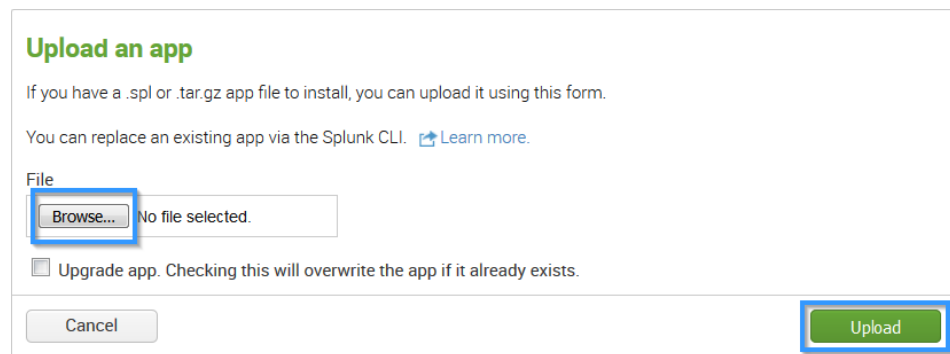 Upload an app
If you have a .spl or .tar.gz app file to install, you can upload it using this form.
You can replace an existing app via the Splunk CLI. Learn more.
File
Browse... No file selected.
Upgrade app. Checking this will overwrite the app if it already exists.
Cancel Upload